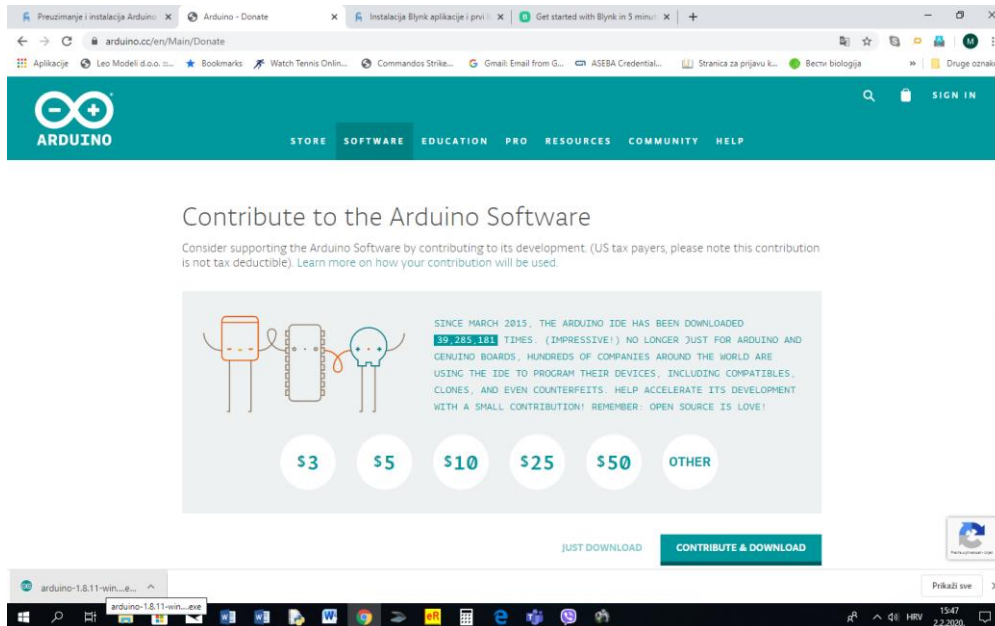 Preuzimanje i instalacija Arduino
Arduino - Donate
Instalacija Blynk aplikacije i prvi
Get started with Blynk in 5 minut
arduino.cc/en/Main/Donate
M
Aplikacije
Leo Modeli d.o.o. ::...
Bookmarks
Watch Tennis Onlin...
Commandos Strike...
Gmail: Email from G...
ASEBA Credential...
Stranica za prijavu k...
Вести biologija
»
Druge oznake
ARDUINO
SIGN IN
STORE SOFTWARE EDUCATION PRO RESOURCES COMMUNITY HELP
Contribute to the Arduino Software
Consider supporting the Arduino Software by contributing to its development. (US tax payers, please note this contribution
is not tax deductible). Learn more on how your contribution will be used.
SINCE MARCH 2015, THE ARDUINO IDE HAS BEEN DOWNLOADED
39,285,181 TIMES. (IMPRESSIVE!) NO LONGER JUST FOR ARDUINO AND
GENUINO BOARDS, HUNDREDS OF COMPANIES AROUND THE WORLD ARE
USING THE IDE TO PROGRAM THEIR DEVICES, INCLUDING COMPATIBLES,
CLONES, AND EVEN COUNTERFEITS. HELP ACCELERATE ITS DEVELOPMENT
WITH A SMALL CONTRIBUTION! REMEMBER: OPEN SOURCE IS LOVE!
$3 $5 $10 $25 $50 OTHER
JUST DOWNLOAD
CONTRIBUTE & DOWNLOAD
arduino-1.8.11-win....e...
Prikaži sve
arduino-1.8.11-win....exe
eR
HRV
15:47
2.2.2020.